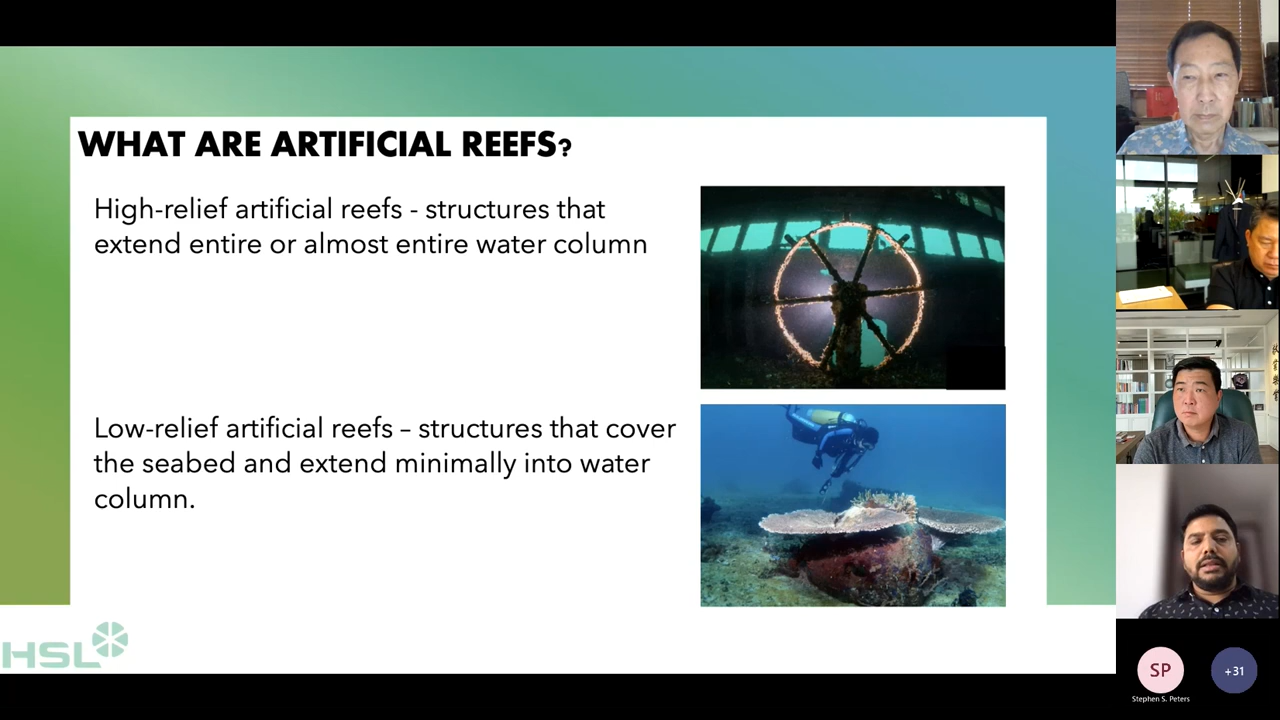 WHAT ARE ARTIFICIAL REEFS?
High-relief artificial reefs - structures that
extend entire or almost entire water column
Low-relief artificial reefs – structures that cover
the seabed and extend minimally into water
column.
HSL
SP
+31
Stephen S. Peters